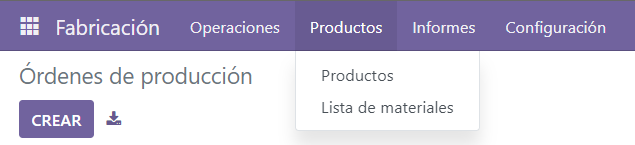 Fabricación Operaciones Productos Informes Configuración
Órdenes de producción
Productos
Lista de materiales
CREAR